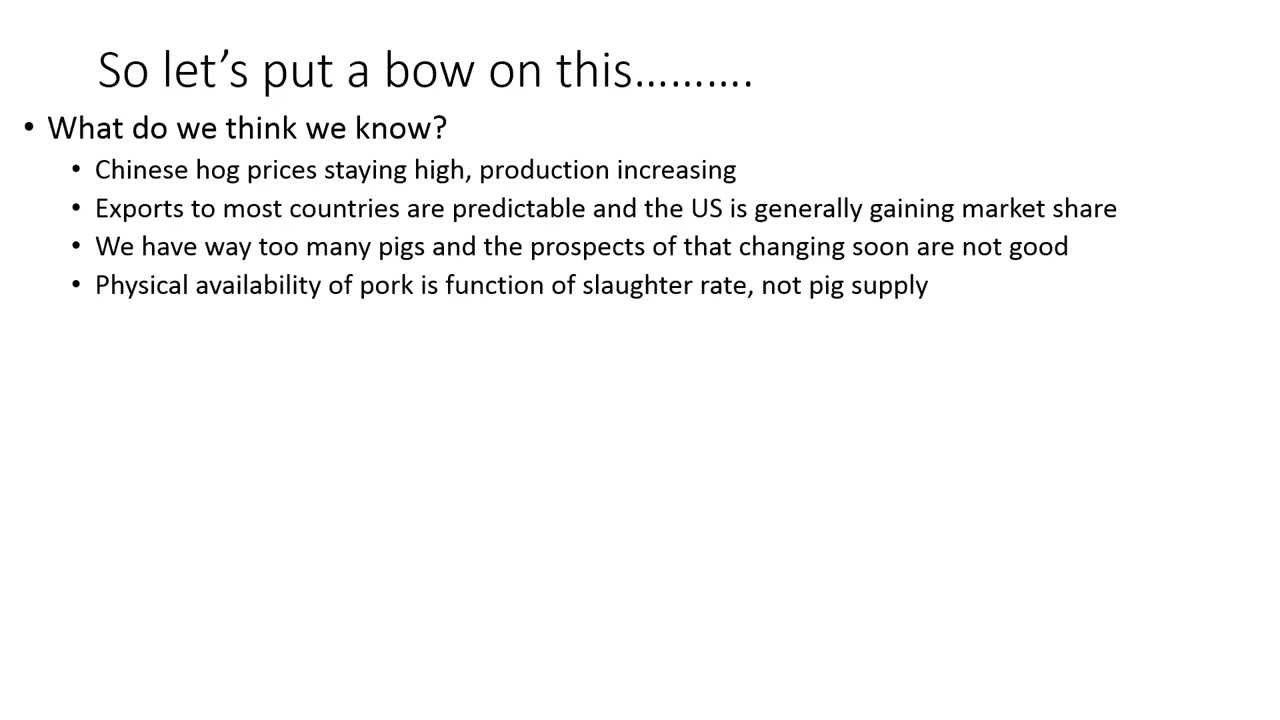 So let’s put a bow on this……….
• What do we think we know?
• Chinese hog prices staying high, production increasing
• Exports to most countries are predictable and the US is generally gaining market share
• We have way too many pigs and the prospects of that changing soon are not good
• Physical availability of pork is function of slaughter rate, not pig supply